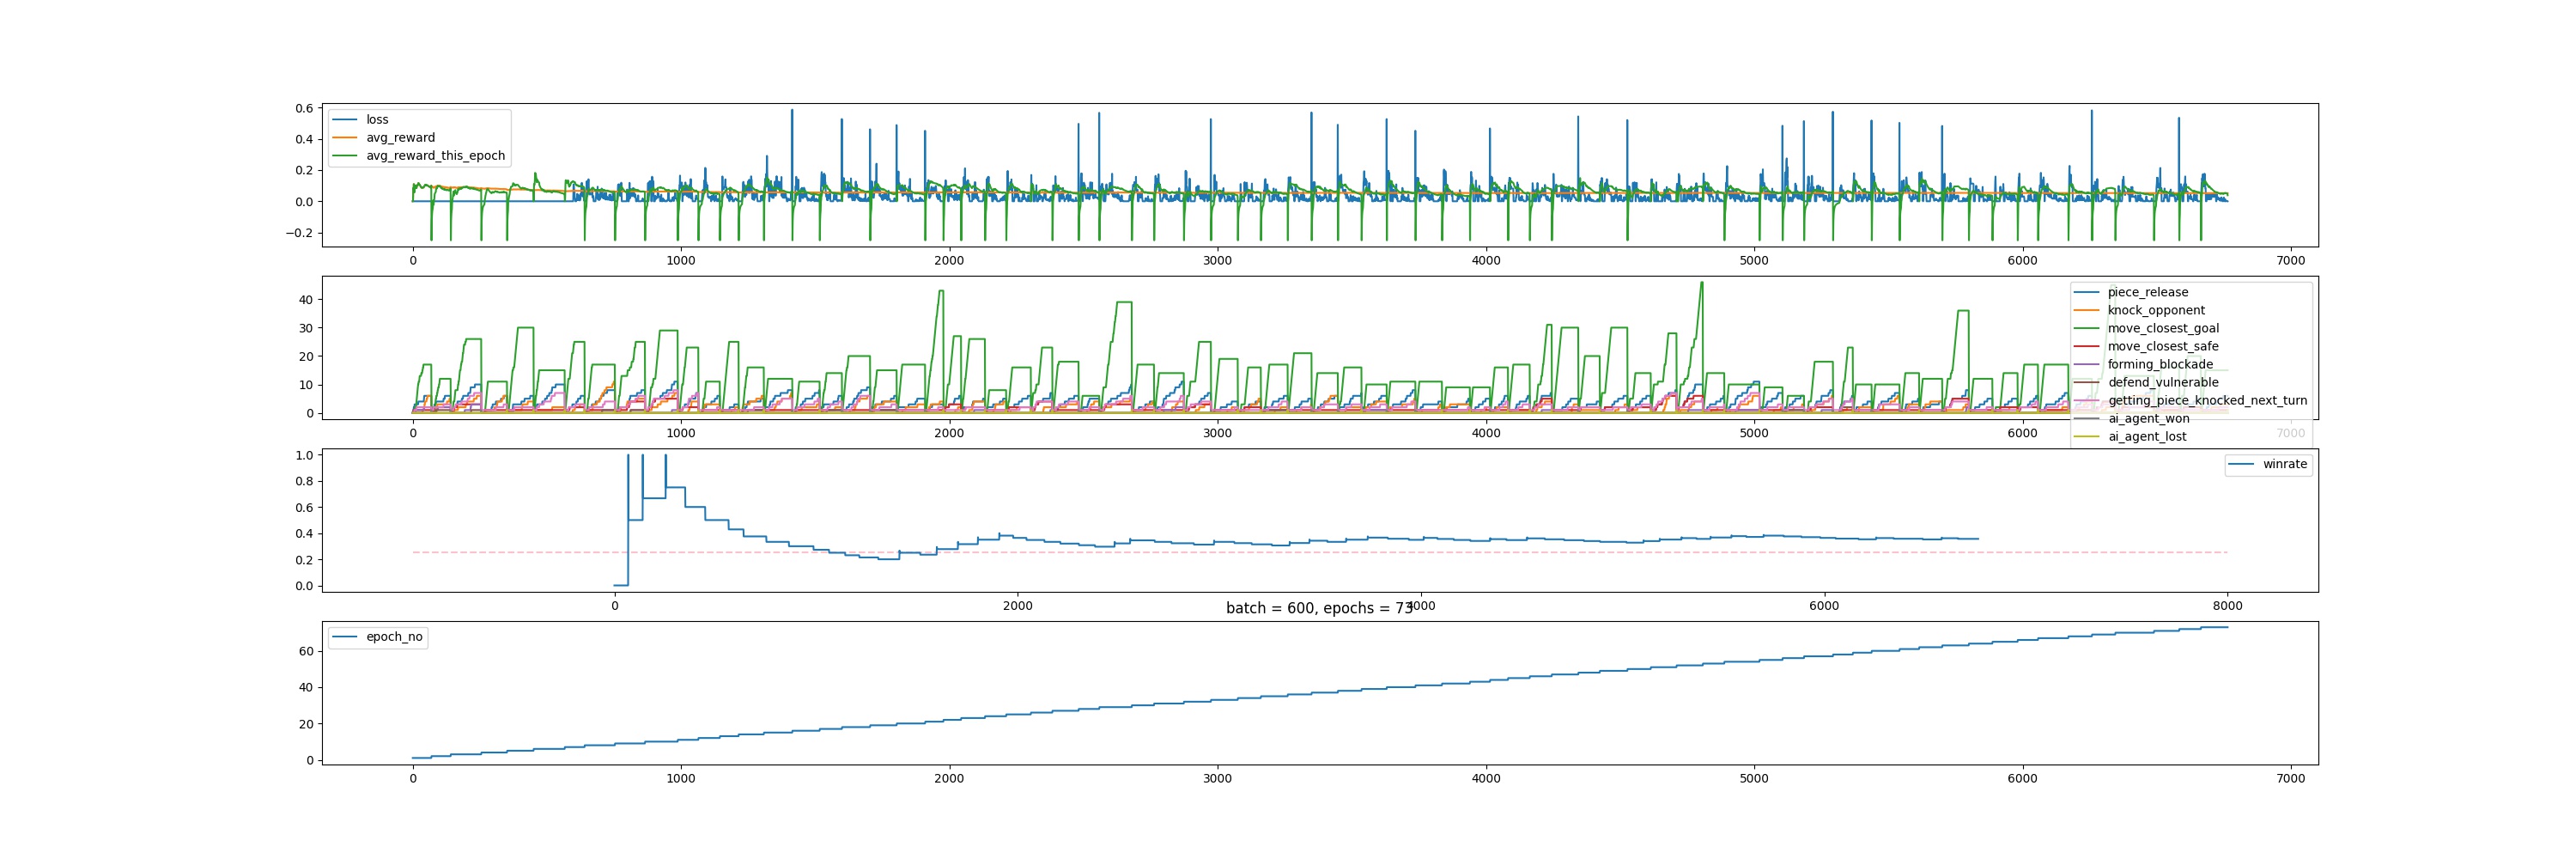 0.6
0.4
0.2
0.0
−0.2
loss
avg_reward
avg_reward_this_epoch
0 1000 2000 3000 4000 5000 6000 7000
40
30
20
10
0
piece_release
knock_opponent
move_closest_goal
move_closest_safe
forming_blockade
defend_vulnerable
getting_piece_knocked_next_turn
ai_agent_won
ai_agent_lost
0 1000 2000 3000 4000 5000 6000 7000
1.0
0.8
0.6
0.4
0.2
0.0
winrate
0 2000 4000 6000 8000
batch = 600, epochs = 73
60
40
20
0
epoch_no
0 1000 2000 3000 4000 5000 6000 7000